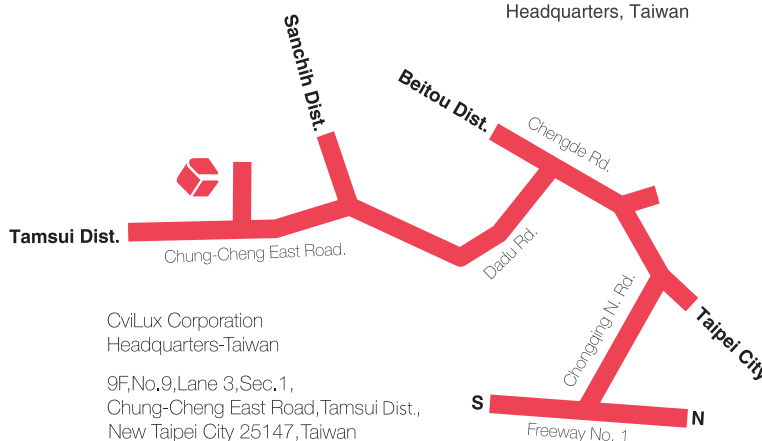 Headquarters, Taiwan
Sanchih Dist.
Beitou Dist.
Chengde Rd.
Tamsui Dist.
Chung-Cheng East Road.
Dadu Rd.
Chongqing N. Rd.
Taipei City
CviLux Corporation
Headquarters-Taiwan
9F,No.9,Lane 3,Sec.1,
Chung-Cheng East Road,Tamsui Dist.,
New Taipei City 25147,Taiwan
S
N
Freeway No. 1